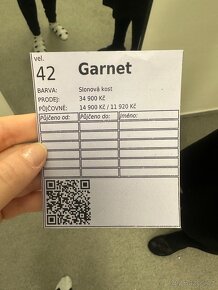 vel.
42 Garnet
BARVA: Slonová kost
PRODEJ: 34 900 Kč
PŮJČOVNÉ: 14 900 Kč / 11 920 Kč
Půjčeno od: Půjčeno do: Jméno: